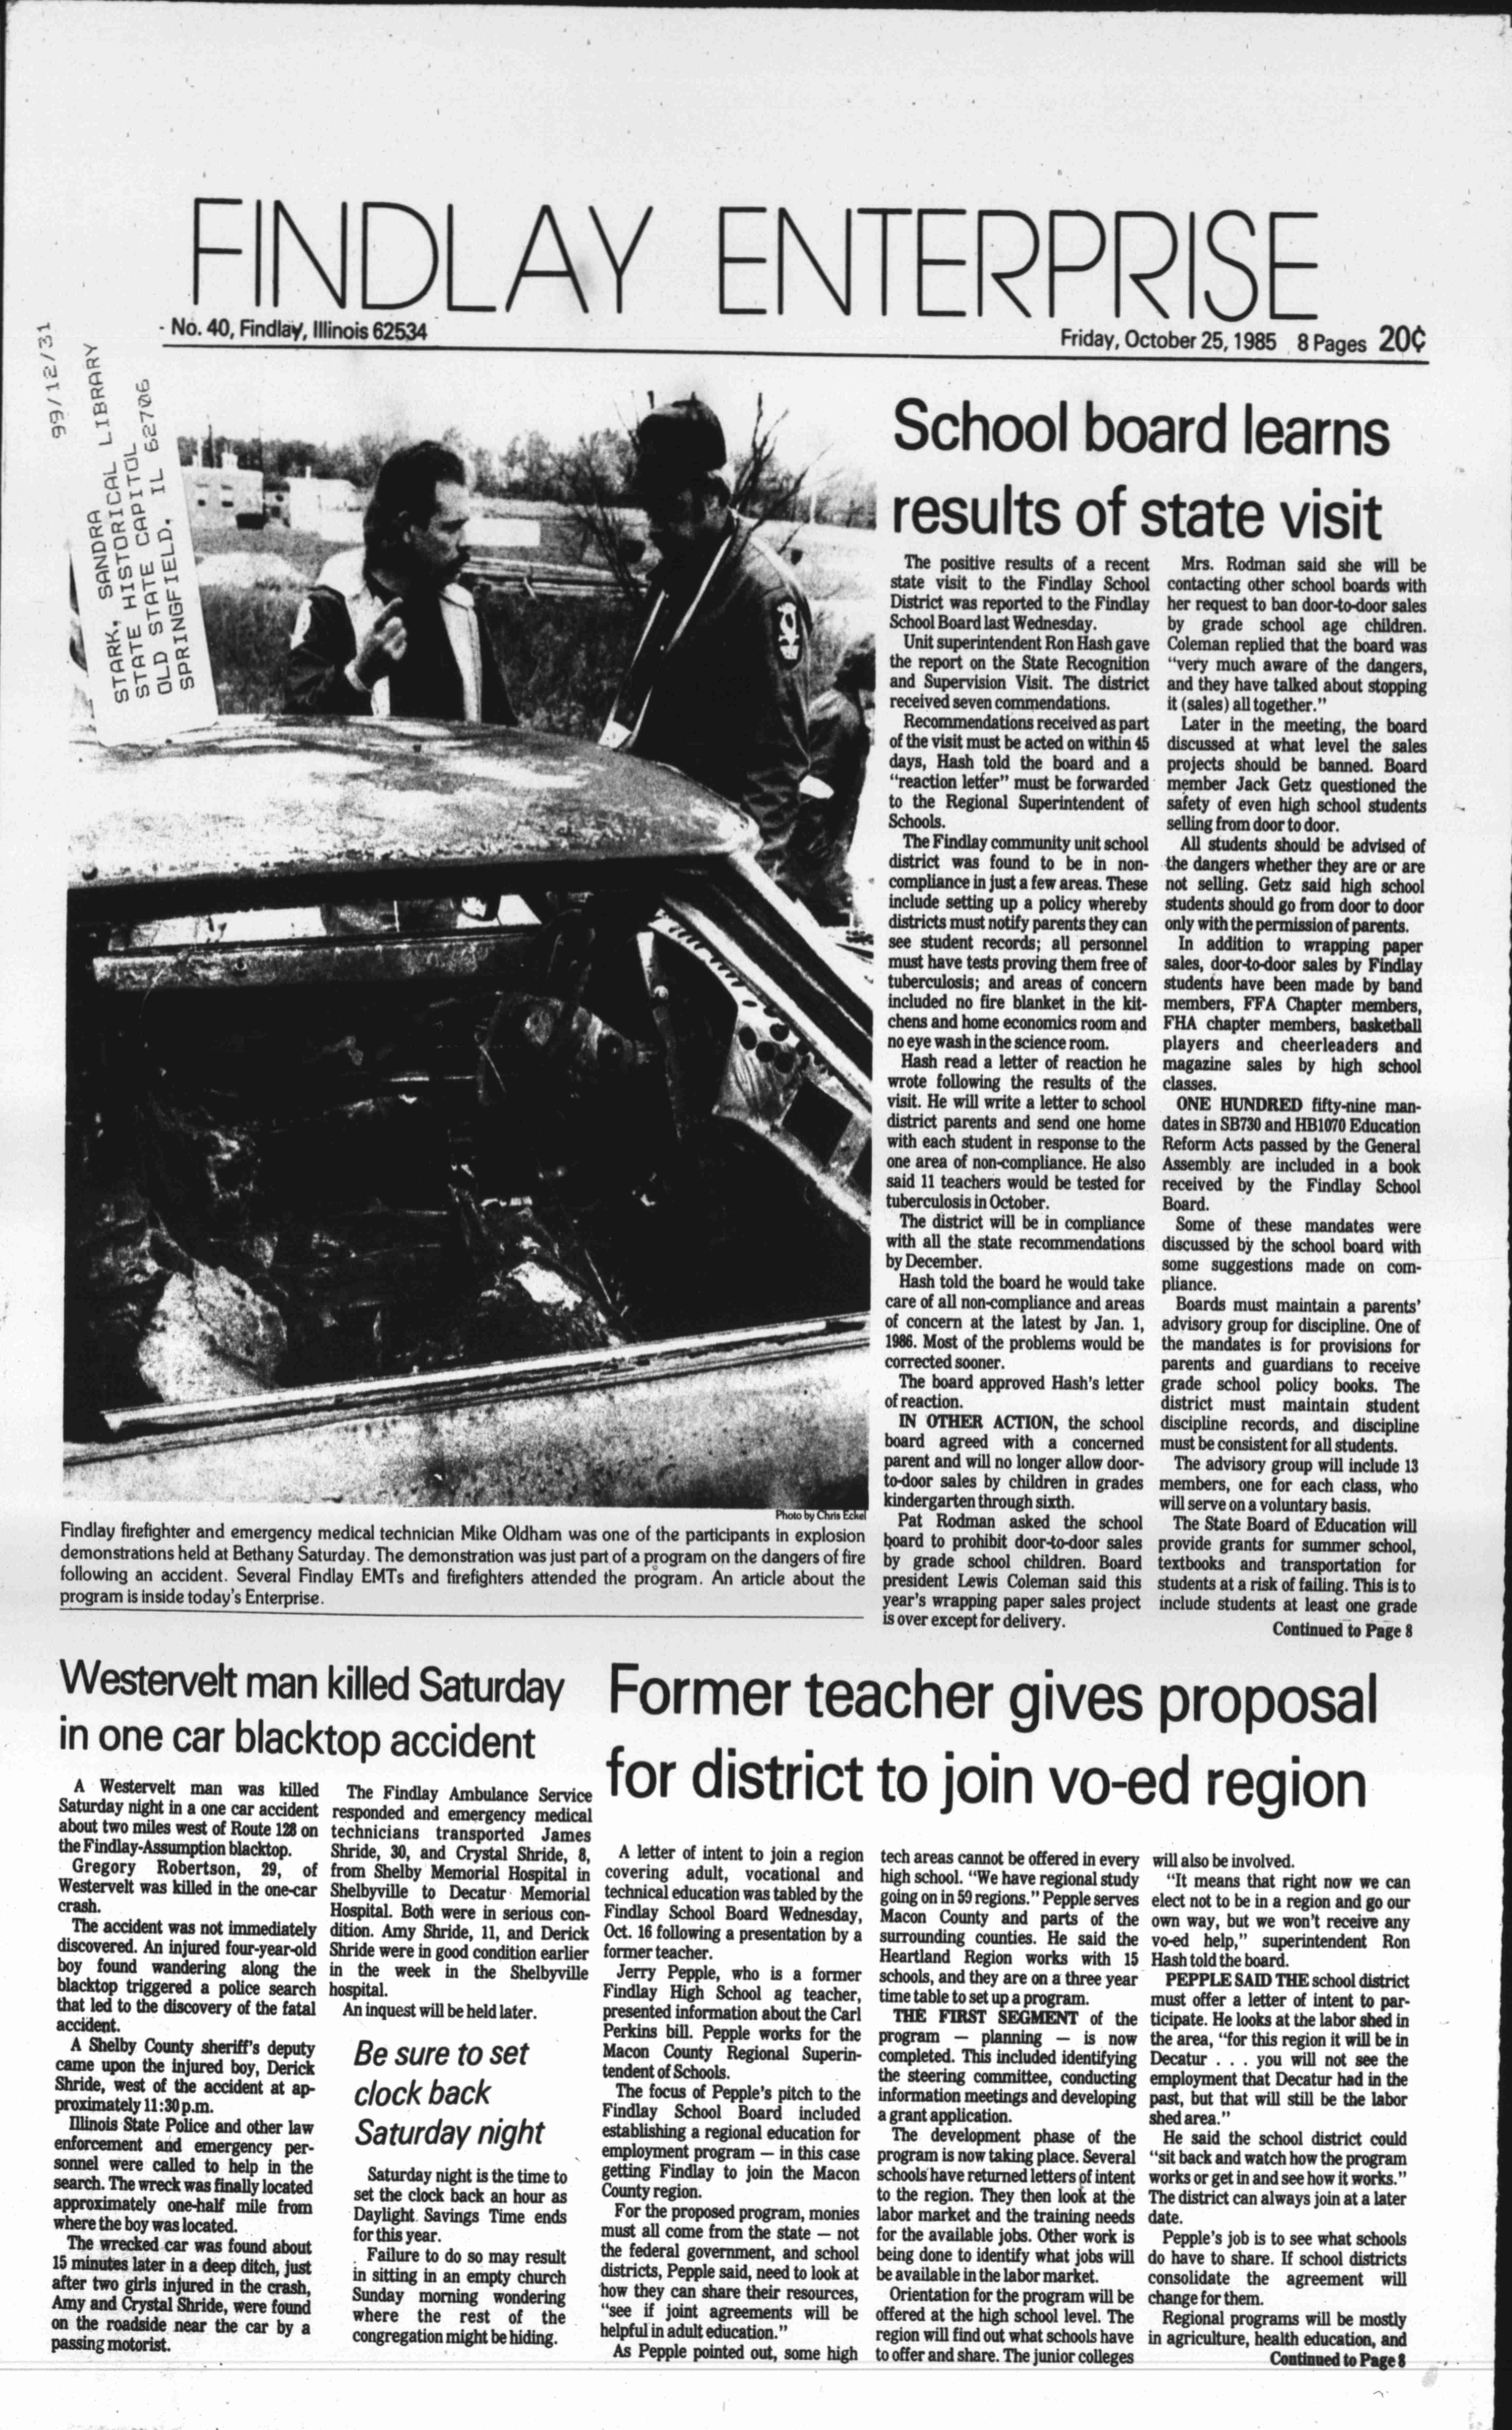 FINDLAY ENTERPRISE
- No. 40, Findlay, Illinois 62534
Friday, October 25, 1985 8 Pages 20¢
99/12/31
STARK, SANDRA
STATE HISTORICAL LIBRARY
OLD STATE CAPITOL
SPRINGFIELD, IL 62706
School board learns
results of state visit
The positive results of a recent
state visit to the Findlay School
District was reported to the Findlay
School Board last Wednesday.
Unit superintendent Ron Hash gave
the report on the State Recognition
and Supervision Visit. The district
received seven commendations.
Recommendations received as part
of the visit must be acted on within 45
days, Hash told the board and a
“reaction letter” must be forwarded
to the Regional Superintendent of
Schools.
The Findlay community unit school
district was found to be in non-
compliance in just a few areas. These
include setting up a policy whereby
districts must notify parents they can
see student records; all personnel
must have tests proving them free of
tuberculosis; and areas of concern
included no fire blanket in the kit-
chens and home economics room and
no eye wash in the science room.
Hash read a letter of reaction he
wrote following the results of the
visit. He will write a letter to school
district parents and send one home
with each student in response to the
one area of non-compliance. He also
said 11 teachers would be tested for
tuberculosis in October.
The district will be in compliance
with all the state recommendations
by December.
Hash told the board he would take
care of all non-compliance and areas
of concern at the latest by Jan. 1,
1986. Most of the problems would be
corrected sooner.
The board approved Hash's letter
of reaction.
IN OTHER ACTION, the school
board agreed with a concerned
parent and will no longer allow door-
to-door sales by children in grades
kindergarten through sixth.
Pat Rodman asked the school
board to prohibit door-to-door sales
by grade school children. Board
president Lewis Coleman said this
year's wrapping paper sales project
is over except for delivery.
Mrs. Rodman said she will be
contacting other school boards with
her request to ban door-to-door sales
by grade school age children.
Coleman replied that the board was
“very much aware of the dangers,
and they have talked about stopping
it (sales) all together.”
Later in the meeting, the board
discussed at what level the sales
projects should be banned. Board
member Jack Getz questioned the
safety of even high school students
selling from door to door.
All students should be advised of
the dangers whether they are or are
not selling. Getz said high school
students should go from door to door
only with the permission of parents.
In addition to wrapping paper
sales, door-to-door sales by Findlay
students have been made by band
members, FFA Chapter members,
FHA chapter members, basketball
players and cheerleaders and
magazine sales by high school
classes.
ONE HUNDRED fifty-nine man-
dates in SB730 and HB1070 Education
Reform Acts passed by the General
Assembly are included in a book
received by the Findlay School
Board.
Some of these mandates were
discussed by the school board with
some suggestions made on com-
pliance.
Boards must maintain a parents'
advisory group for discipline. One of
the mandates is for provisions for
parents and guardians to receive
grade school policy books. The
district must maintain student
discipline records, and discipline
must be consistent for all students.
The advisory group will include 13
members, one for each class, who
will serve on a voluntary basis.
The State Board of Education will
provide grants for summer school,
textbooks and transportation for
students at a risk of failing. This is to
include students at least one grade
Continued to Page 8
Photo by Chris Eckel
Findlay firefighter and emergency medical technician Mike Oldham was one of the participants in explosion
demonstrations held at Bethany Saturday. The demonstration was just part of a program on the dangers of fire
following an accident. Several Findlay EMTs and firefighters attended the program. An article about the
program is inside today's Enterprise.
Westervelt man killed Saturday
in one car blacktop accident
A Westervelt man was killed
Saturday night in a one car accident
about two miles west of Route 128 on
the Findlay-Assumption blacktop.
Gregory Robertson, 29, of
Westervelt was killed in the one-car
crash.
The accident was not immediately
discovered. An injured four-year-old
boy found wandering along the
blacktop triggered a police search
that led to the discovery of the fatal
accident.
A Shelby County sheriff's deputy
came upon the injured boy, Derick
Shride, west of the accident at ap-
proximately 11:30 p.m.
Illinois State Police and other law
enforcement and emergency per-
sonnel were called to help in the
search. The wreck was finally located
approximately one-half mile from
where the boy was located.
The wrecked car was found about
15 minutes later in a deep ditch, just
after two girls injured in the crash,
Amy and Crystal Shride, were found
on the roadside near the car by a
passing motorist.
The Findlay Ambulance Service
responded and emergency medical
technicians transported James
Shride, 30, and Crystal Shride, 8,
from Shelby Memorial Hospital in
Shelbyville to Decatur Memorial
Hospital. Both were in serious con-
dition. Amy Shride, 11, and Derick
Shride were in good condition earlier
in the week in the Shelbyville
hospital.
An inquest will be held later.
Be sure to set
clock back
Saturday night
Saturday night is the time to
set the clock back an hour as
Daylight Savings Time ends
for this year.
Failure to do so may result
in sitting in an empty church
Sunday morning wondering
where the rest of the
congregation might be hiding.
Former teacher gives proposal
for district to join vo-ed region
A letter of intent to join a region
covering adult, vocational and
technical education was tabled by the
Findlay School Board Wednesday,
Oct. 16 following a presentation by a
former teacher.
Jerry Pepple, who is a former
Findlay High School ag teacher,
presented information about the Carl
Perkins bill. Pepple works for the
Macon County Regional Superin-
tendent of Schools.
The focus of Pepple's pitch to the
Findlay School Board included
establishing a regional education for
employment program — in this case
getting Findlay to join the Macon
County region.
For the proposed program, monies
must all come from the state — not
the federal government, and school
districts, Pepple said, need to look at
how they can share their resources,
“see if joint agreements will be
helpful in adult education.”
As Pepple pointed out, some high
tech areas cannot be offered in every
high school. “We have regional study
going on in 59 regions.” Pepple serves
Macon County and parts of the
surrounding counties. He said the
Heartland Region works with 15
schools, and they are on a three year
time table to set up a program.
THE FIRST SEGMENT of the
program — planning — is now
completed. This included identifying
the steering committee, conducting
information meetings and developing
a grant application.
The development phase of the
program is now taking place. Several
schools have returned letters of intent
to the region. They then look at the
labor market and the training needs
for the available jobs. Other work is
being done to identify what jobs will
be available in the labor market.
Orientation for the program will be
offered at the high school level. The
region will find out what schools have
to offer and share. The junior colleges
will also be involved.
“It means that right now we can
elect not to be in a region and go our
own way, but we won't receive any
vo-ed help,” superintendent Ron
Hash told the board.
PEPPLE SAID THE school district
must offer a letter of intent to par-
ticipate. He looks at the labor shed in
the area, “for this region it will be in
Decatur . . . you will not see the
employment that Decatur had in the
past, but that will still be the labor
shed area.”
He said the school district could
“sit back and watch how the program
works or get in and see how it works.”
The district can always join at a later
date.
Pepple's job is to see what schools
do have to share. If school districts
consolidate the agreement will
change for them.
Regional programs will be mostly
in agriculture, health education, and
Continued to Page 8